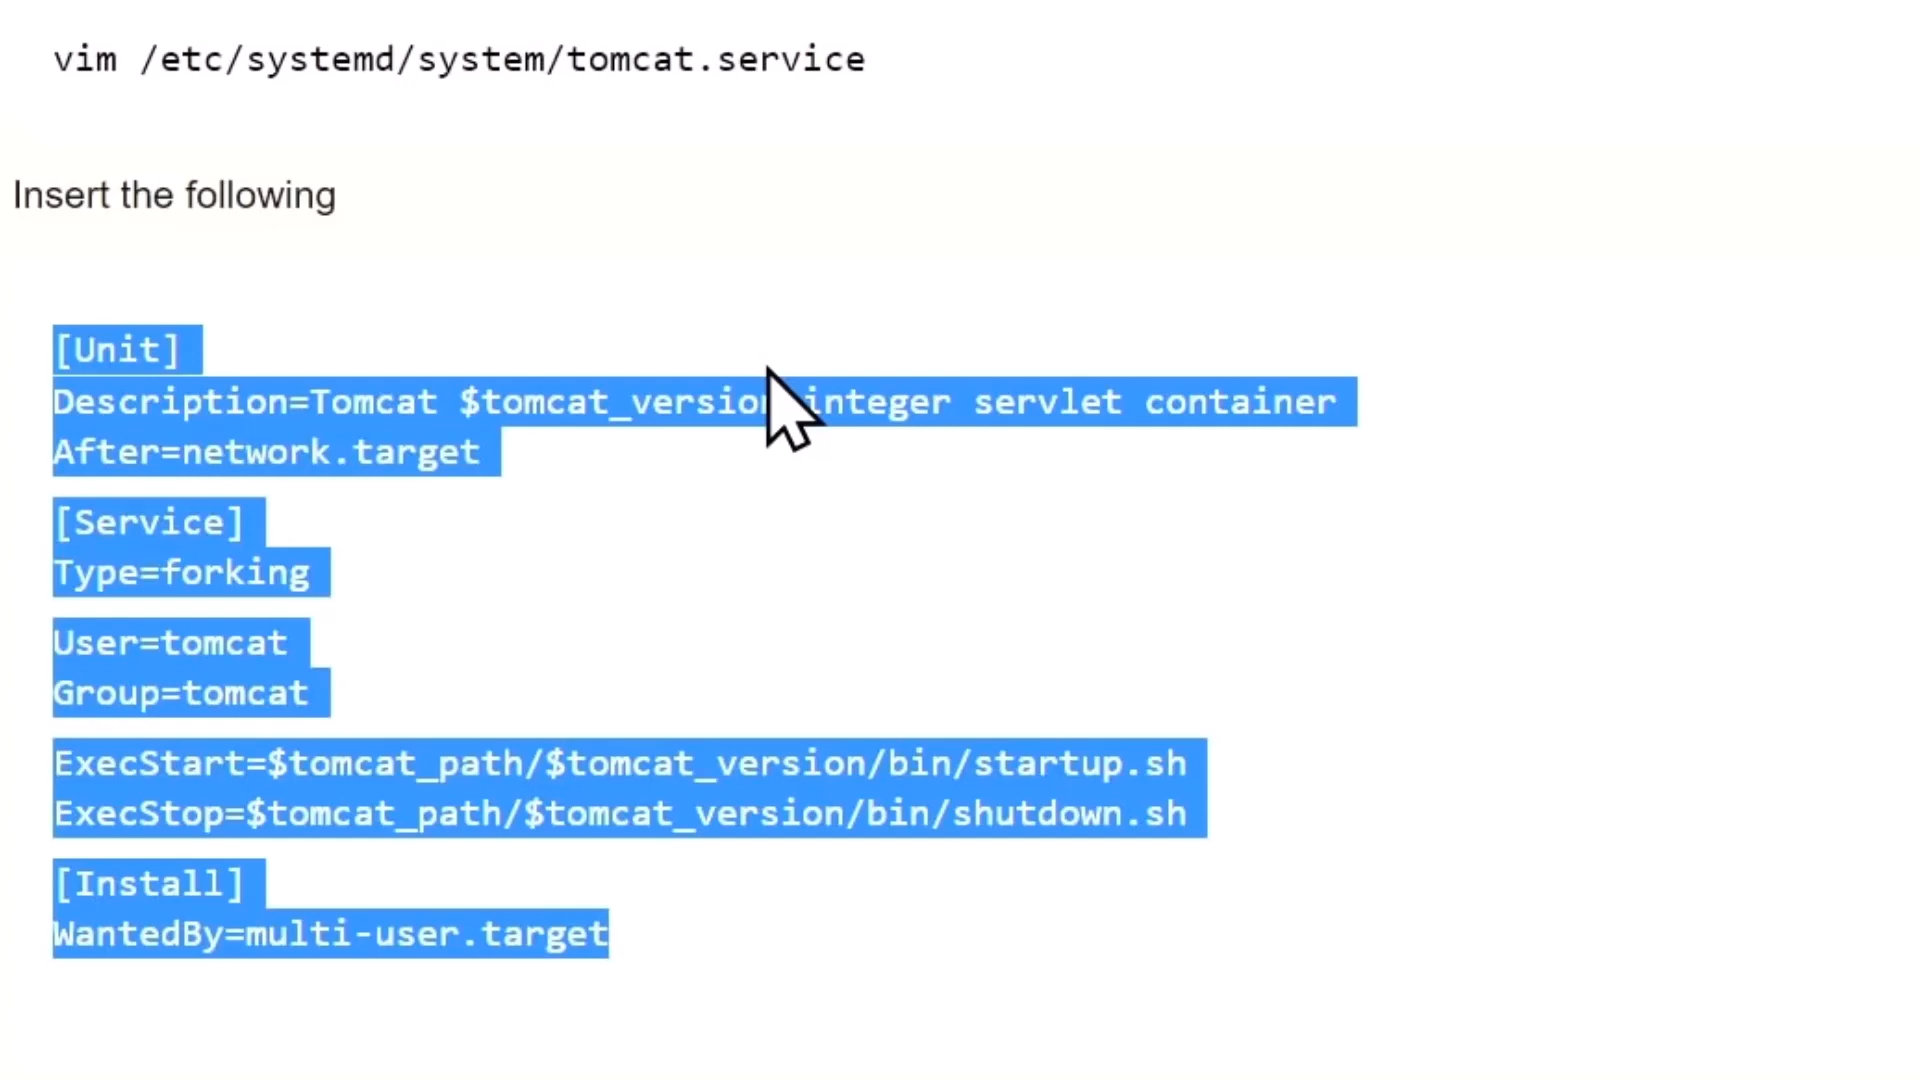 vim /etc/systemd/system/tomcat.service
Insert the following
[Unit]
Description=Tomcat $tomcat_version integer servlet container
After=network.target
[Service]
Type=forking
User=tomcat
Group=tomcat
ExecStart=$tomcat_path/$tomcat_version/bin/startup.sh
ExecStop=$tomcat_path/$tomcat_version/bin/shutdown.sh
[Install]
WantedBy=multi-user.target